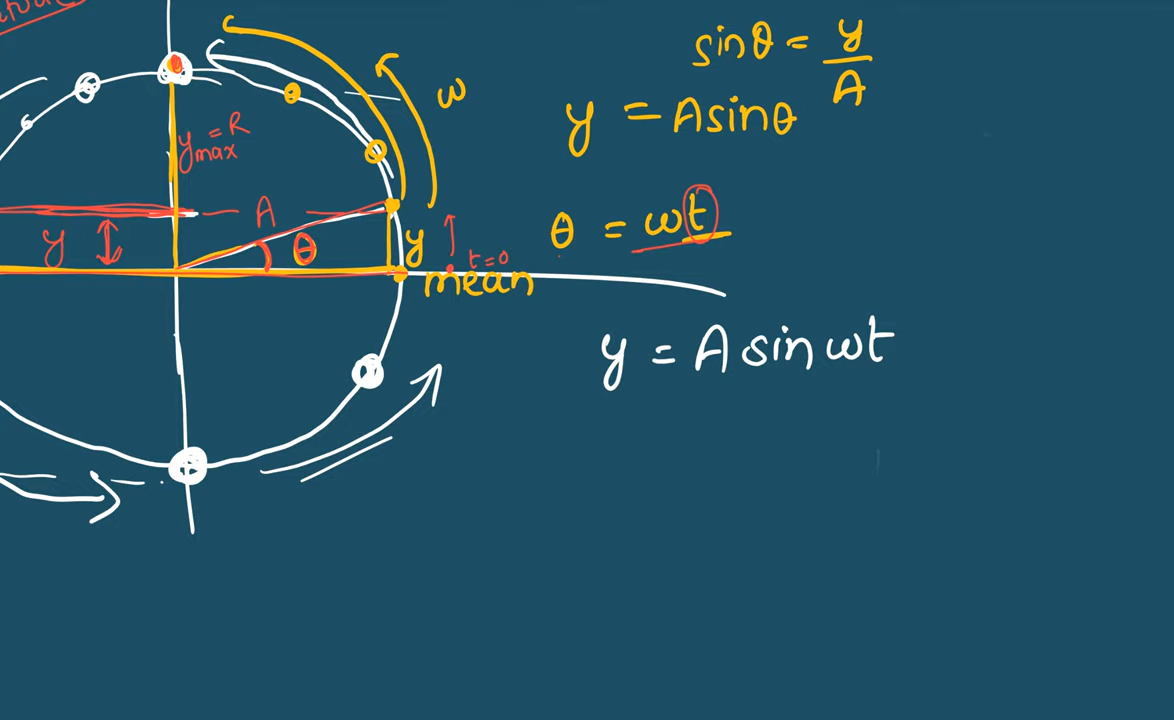 sinθ = y/A
y = Asinθ
ω
y max = R
A
θ = ωt
y
θ
y
t=0
mean
y = A sin ωt